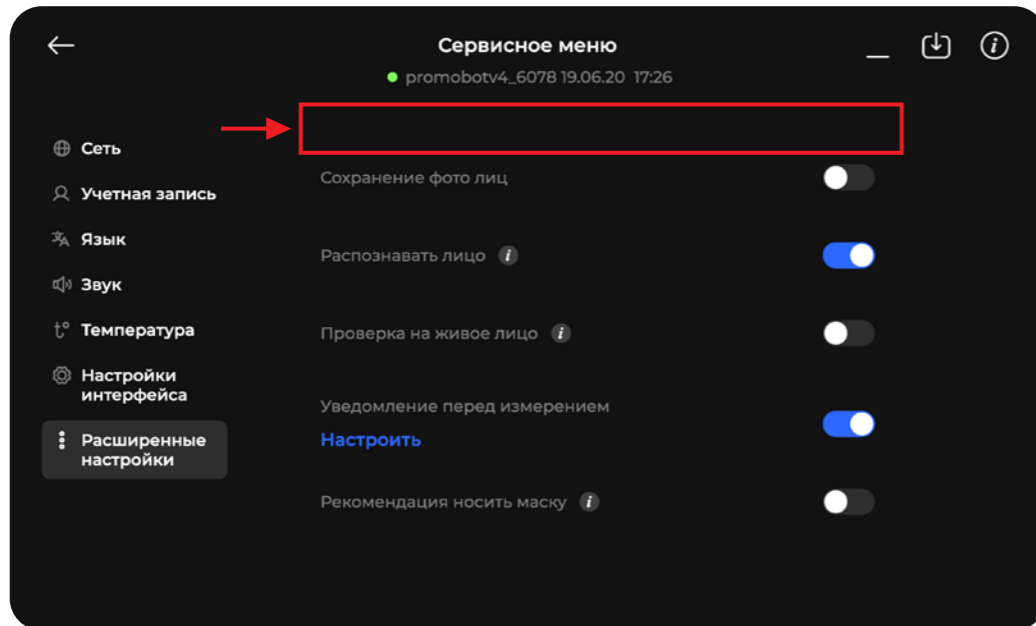 Сервисное меню
promobotv4_6078 19.06.20 17:26
Сеть
Учетная запись
Язык
Звук
Температура
Настройки
интерфейса
Расширенные
настройки
Сохранение фото лиц
Распознавать лицо
Проверка на живое лицо
Уведомление перед измерением
Настроить
Рекомендация носить маску